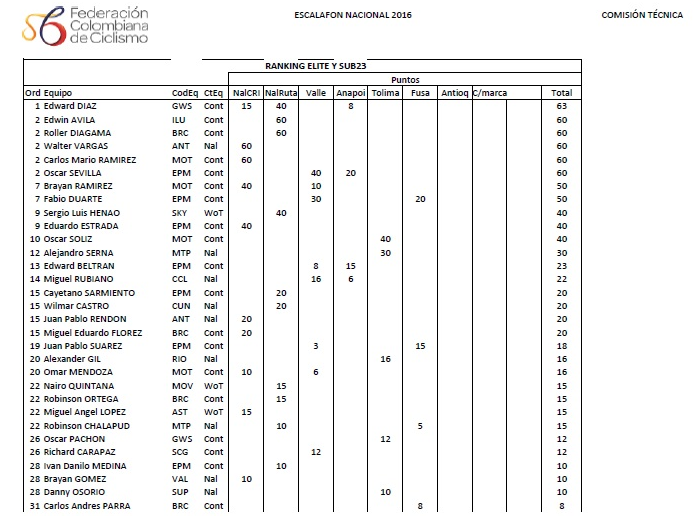 Federación
Colombiana
de Ciclismo
ESCALAFON NACIONAL 2016
COMISIÓN TÉCNICA
RANKING ELITE Y SUB23
Puntos
Ord Equipo CodEq CtEq NalCRI NalRuta Valle Anapoi Tolima Fusa Antioq C/marca Total
1 Edward DIAZ GWS Cont 15 40 8 63
2 Edwin AVILA ILU Cont 60 60
2 Roller DIAGAMA BRC Cont 60 60
2 Walter VARGAS ANT Nal 60 60
2 Carlos Mario RAMIREZ MOT Cont 60 60
2 Oscar SEVILLA EPM Cont 40 20 60
7 Brayan RAMIREZ MOT Cont 40 10 50
7 Fabio DUARTE EPM Cont 30 20 50
9 Sergio Luis HENAO SKY WoT 40 40
9 Eduardo ESTRADA EPM Cont 40 40
10 Oscar SOLIZ MOT Cont 40 40
12 Alejandro SERNA MTP Nal 30 30
13 Edward BELTRAN EPM Cont 8 15 23
14 Miguel RUBIANO CCL Nal 16 6 22
15 Cayetano SARMIENTO EPM Cont 20 20
15 Wilmar CASTRO CUN Nal 20 20
15 Juan Pablo RENDON ANT Nal 20 20
15 Miguel Eduardo FLOREZ BRC Cont 20 20
19 Juan Pablo SUAREZ EPM Cont 3 15 18
20 Alexander GIL RIO Nal 16 16
20 Omar MENDOZA MOT Cont 10 6 16
22 Nairo QUINTANA MOV WoT 15 15
22 Robinson ORTEGA BRC Cont 15 15
22 Miguel Angel LOPEZ AST WoT 15 15
22 Robinson CHALAPUD MTP Nal 10 5 15
26 Oscar PACHON GWS Cont 12 12
26 Richard CARAPAZ SCG Cont 12 12
28 Ivan Danilo MEDINA EPM Cont 10 10
28 Brayan GOMEZ VAL Nal 10 10
28 Danny OSORIO SUP Nal 10 10
31 Carlos Andres PARRA BRC Cont 8 8